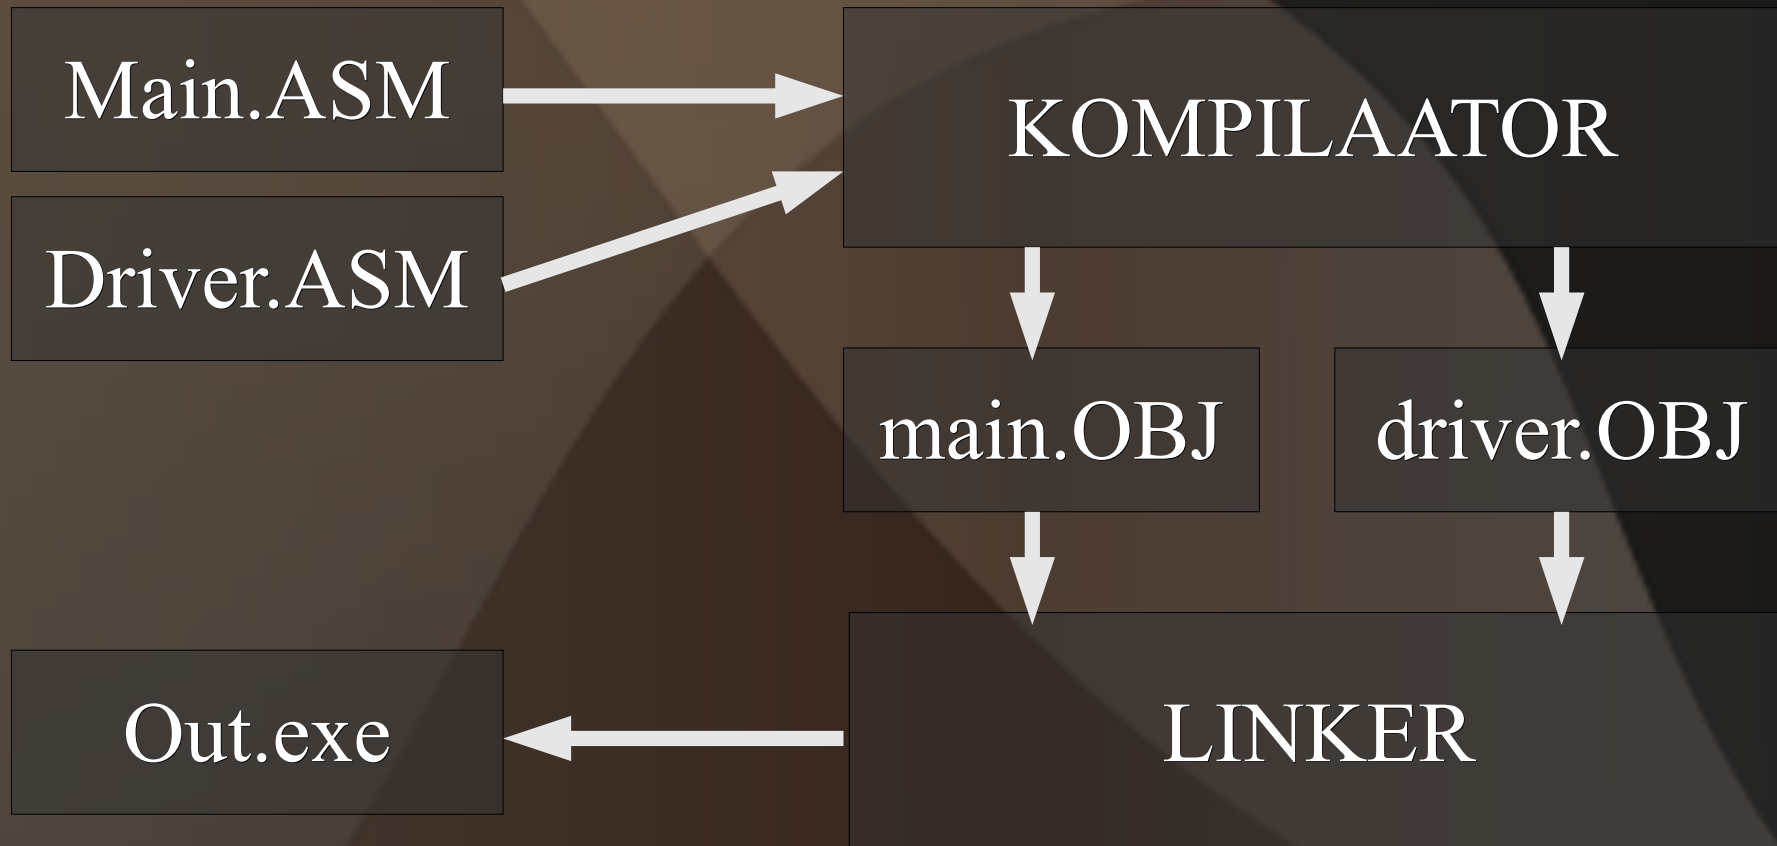 Main.ASM
KOMPILAATOR
Driver.ASM
main.OBJ
driver.OBJ
Out.exe
LINKER